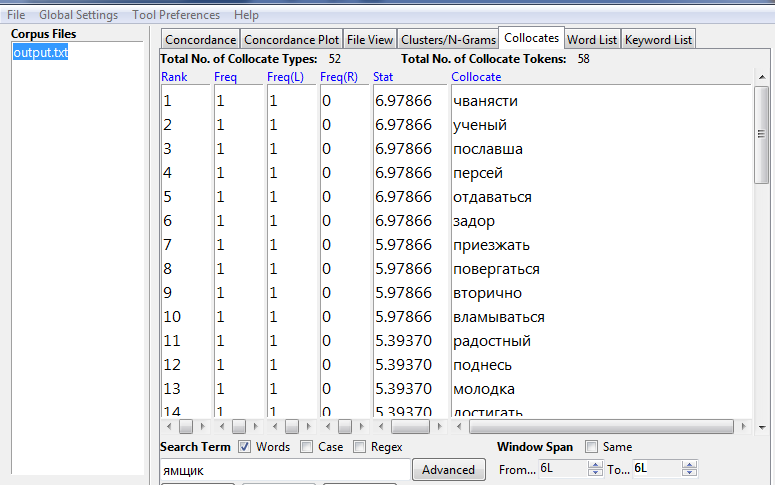 File Global Settings Tool Preferences Help
Corpus Files
output.txt
Concordance Concordance Plot File View Clusters/N-Grams Collocates Word List Keyword List
Total No. of Collocate Types: 52 Total No. of Collocate Tokens: 58
Rank Freq Freq(L) Freq(R) Stat Collocate
1 1 1 0 6.97866 чванясти
2 1 1 0 6.97866 ученый
3 1 1 0 6.97866 пославша
4 1 1 0 6.97866 персей
5 1 1 0 6.97866 отдаваться
6 1 1 0 6.97866 задор
7 1 1 0 5.97866 приезжать
8 1 1 0 5.97866 повергаться
9 1 1 0 5.97866 вторично
10 1 1 0 5.97866 вламываться
11 1 1 0 5.39370 радостный
12 1 1 0 5.39370 поднесь
13 1 1 0 5.39370 молодка
14 1 1 0 5.39370 достигать
Search Term Words Case Regex Window Span Same
ямщик Advanced From... 6L To... 6L